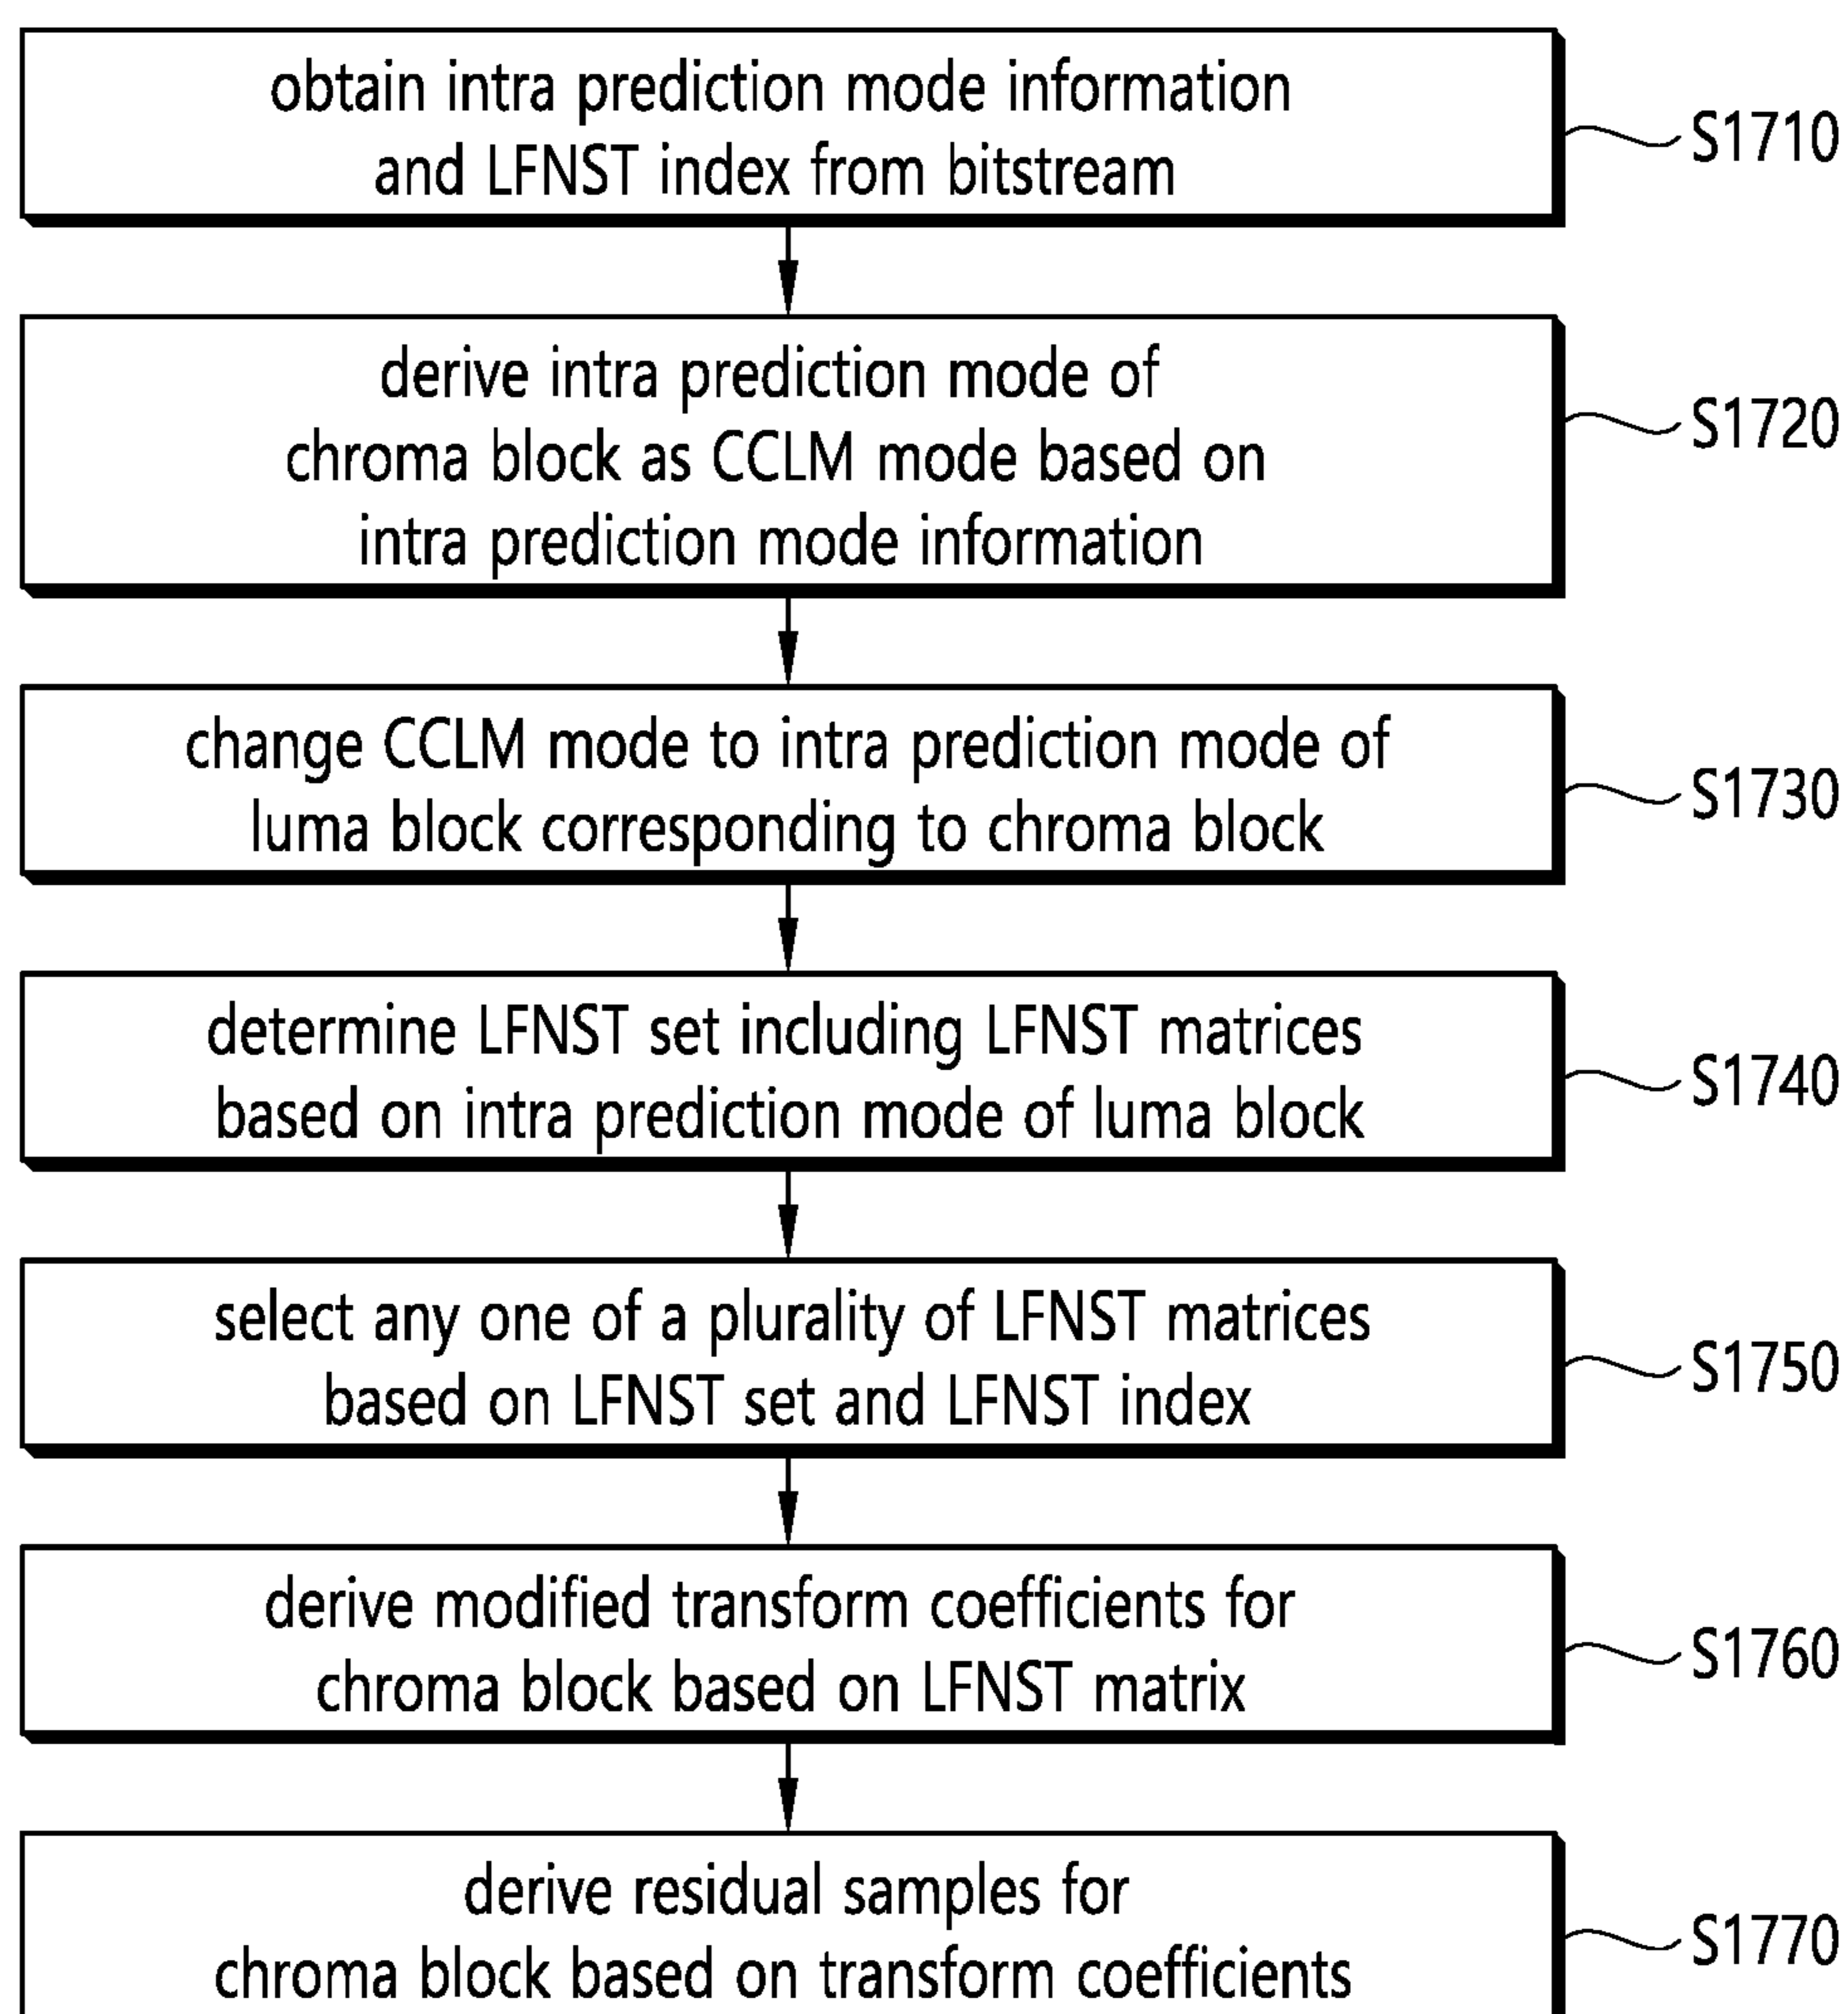 obtain intra prediction mode information
and LFNST index from bitstream
S1710
derive intra prediction mode of
chroma block as CCLM mode based on
intra prediction mode information
S1720
change CCLM mode to intra prediction mode of
luma block corresponding to chroma block
S1730
determine LFNST set including LFNST matrices
based on intra prediction mode of luma block
S1740
select any one of a plurality of LFNST matrices
based on LFNST set and LFNST index
S1750
derive modified transform coefficients for
chroma block based on LFNST matrix
S1760
derive residual samples for
chroma block based on transform coefficients
S1770